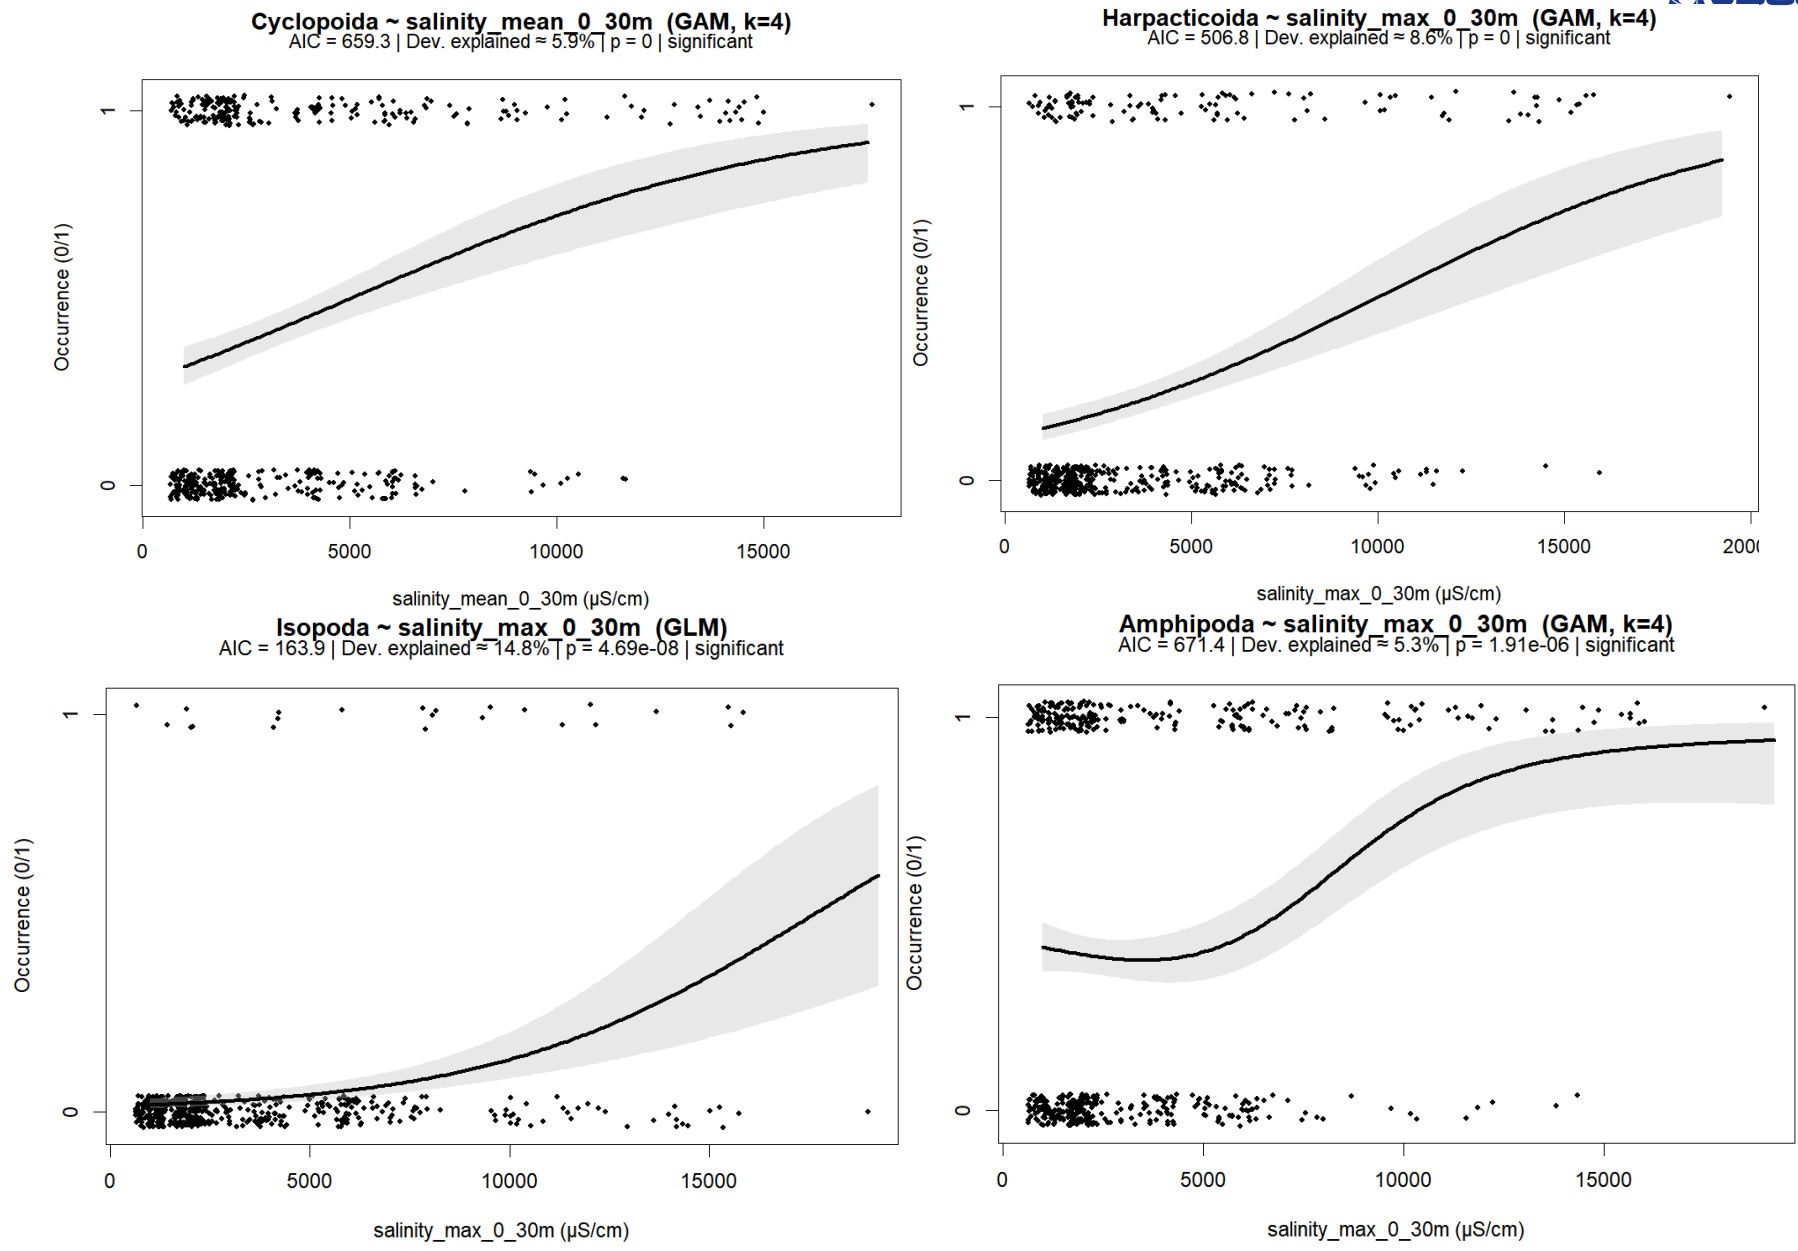 Cyclopoida ~ salinity_mean_0_30m (GAM, k=4)
AIC = 659.3 | Dev. explained ≈ 5.9% | p = 0 | significant
Occurrence (0/1)
1
0
0 5000 10000 15000
salinity_mean_0_30m (µS/cm)
Harpacticoida ~ salinity_max_0_30m (GAM, k=4)
AIC = 506.8 | Dev. explained ≈ 8.6% | p = 0 | significant
Occurrence (0/1)
1
0
0 5000 10000 15000
salinity_max_0_30m (µS/cm)
Isopoda ~ salinity_max_0_30m (GLM)
AIC = 163.9 | Dev. explained ≈ 14.8% | p = 4.69e-08 | significant
Occurrence (0/1)
1
0
0 5000 10000 15000
salinity_max_0_30m (µS/cm)
Amphipoda ~ salinity_max_0_30m (GAM, k=4)
AIC = 671.4 | Dev. explained ≈ 5.3% | p = 1.91e-06 | significant
Occurrence (0/1)
1
0
0 5000 10000 15000
salinity_max_0_30m (µS/cm)